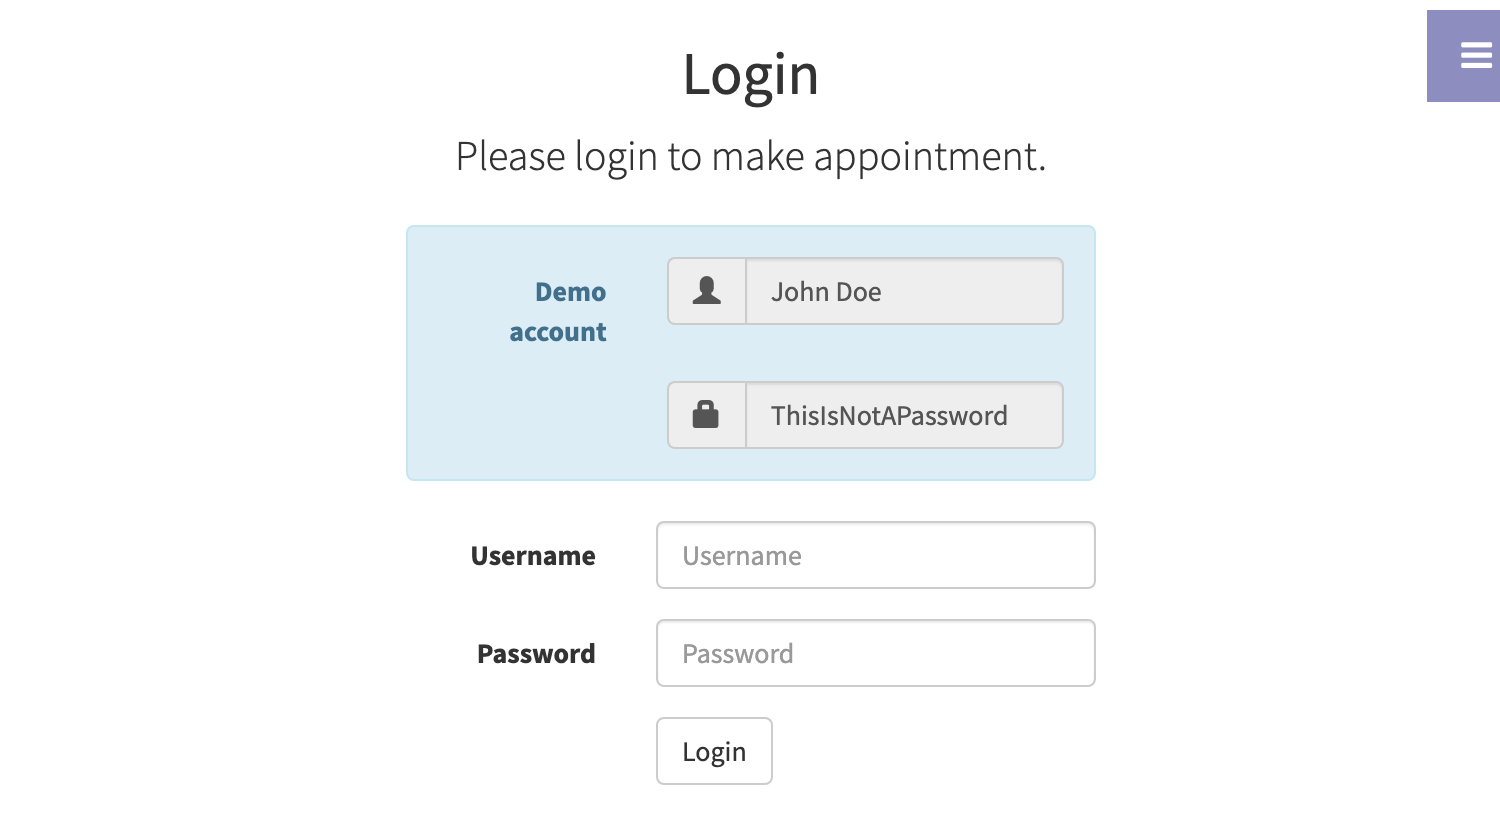 Login
Please login to make appointment.
Demo
account
John Doe
ThisIsNotAPassword
Username
Username
Password
Password
Login